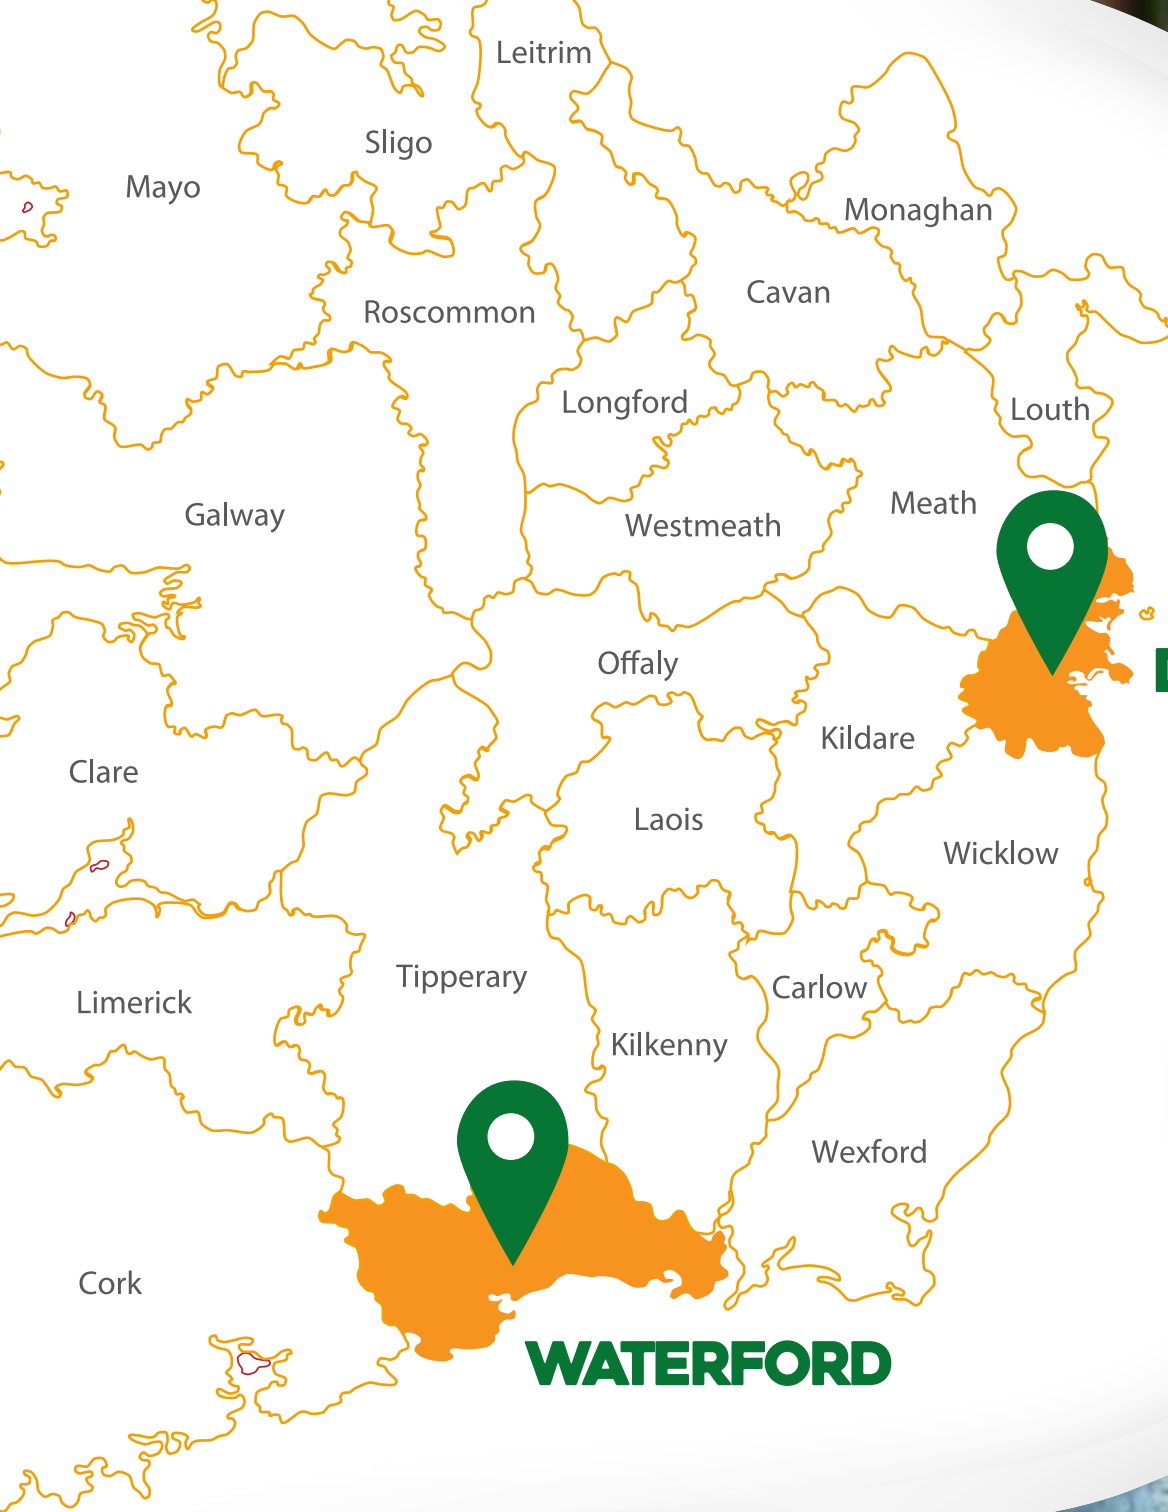 Leitrim
Sligo
Mayo
Monaghan
Cavan
Roscommon
Longford
Louth
Meath
Galway
Westmeath
Offaly
Kildare
Clare
Laois
Wicklow
Tipperary
Carlow
Limerick
Kilkenny
Wexford
Cork
WATERFORD